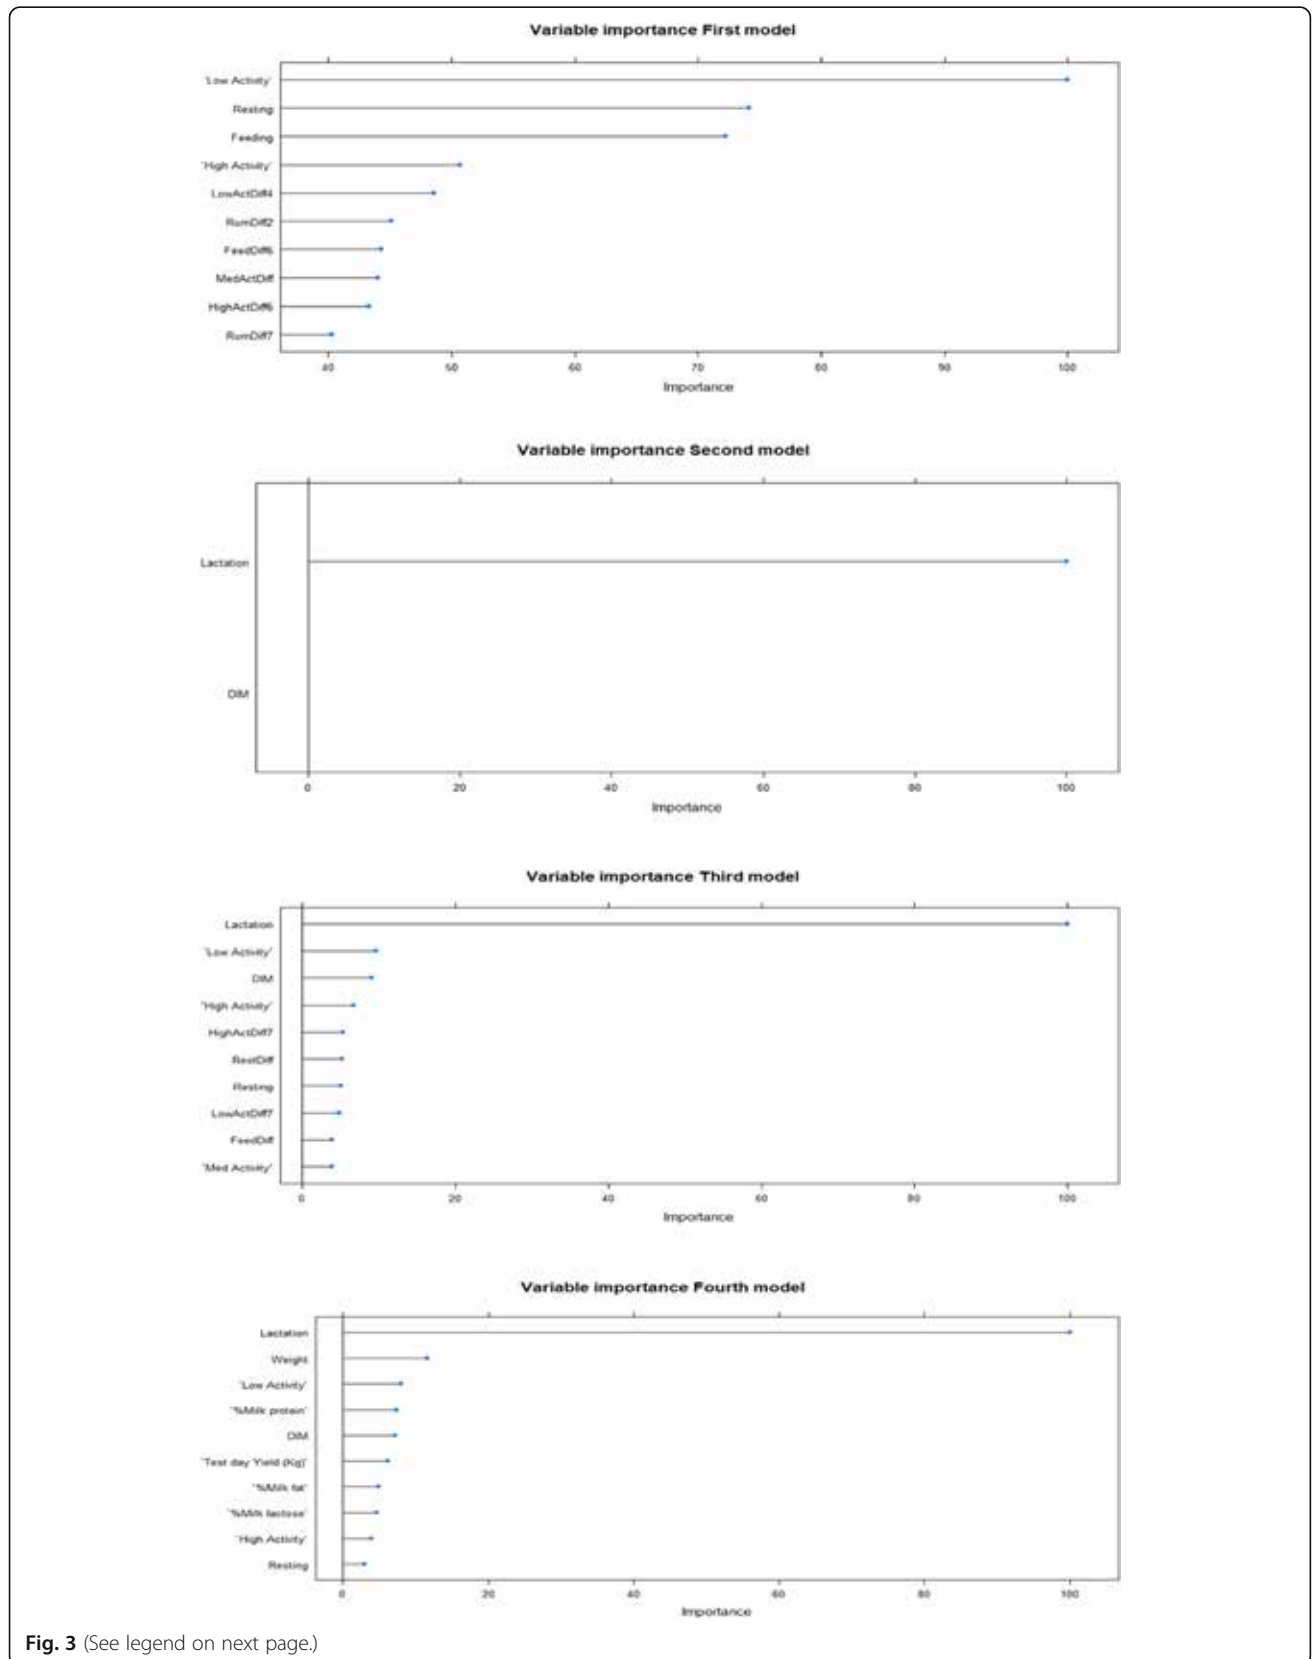 Variable importance First model
'Low Activity'
Resting
Feeding
'High Activity'
LowActDiff4
RumDiff2
FeedDiff6
MedActDiff
HighActDiff6
RumDiff7
40 50 60 70 80 90 100
Importance
Variable importance Second model
Lactation
DIM
0 20 40 60 80 100
Importance
Variable importance Third model
Lactation
'Low Activity'
DIM
'High Activity'
HighActDiff7
RestDiff
Resting
LowActDiff7
FeedDiff
'Med Activity'
0 20 40 60 80 100
Importance
Variable importance Fourth model
Lactation
Weight
'Low Activity'
'%Milk protein'
DIM
'Test day Yield (Kg)'
'%Milk fat'
'%Milk lactose'
'High Activity'
Resting
0 20 40 60 80 100
Importance
Fig. 3 (See legend on next page.)